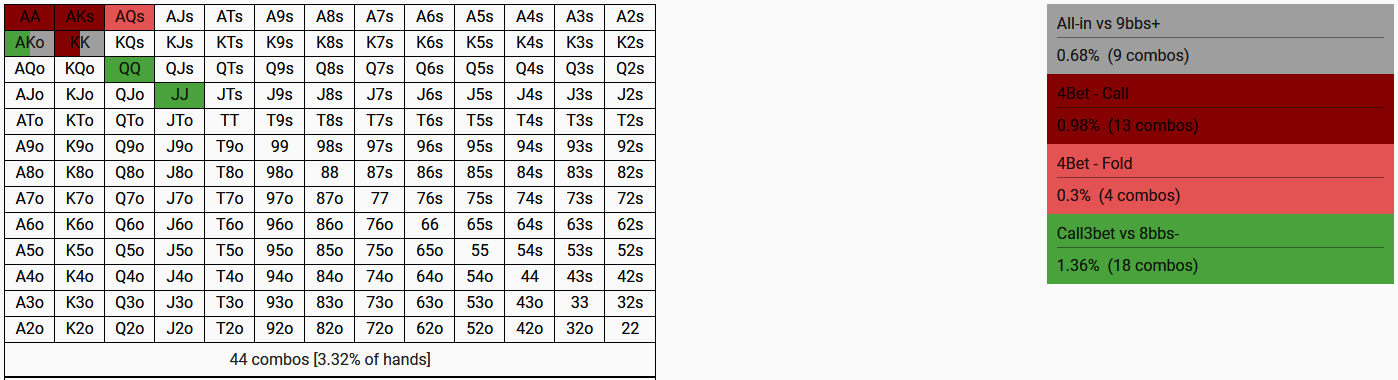 AA AKs AQs AJs ATs A9s A8s A7s A6s A5s A4s A3s A2s
AKo KK KQs KJs KTs K9s K8s K7s K6s K5s K4s K3s K2s
AQo KQo QQ QJs QTs Q9s Q8s Q7s Q6s Q5s Q4s Q3s Q2s
AJo KJo QJo JJ JTs J9s J8s J7s J6s J5s J4s J3s J2s
ATo KTo QTo JTo TT T9s T8s T7s T6s T5s T4s T3s T2s
A9o K9o Q9o J9o T9o 99 98s 97s 96s 95s 94s 93s 92s
A8o K8o Q8o J8o T8o 98o 88 87s 86s 85s 84s 83s 82s
A7o K7o Q7o J7o T7o 97o 87o 77 76s 75s 74s 73s 72s
A6o K6o Q6o J6o T6o 96o 86o 76o 66 65s 64s 63s 62s
A5o K5o Q5o J5o T5o 95o 85o 75o 65o 55 54s 53s 52s
A4o K4o Q4o J4o T4o 94o 84o 74o 64o 54o 44 43s 42s
A3o K3o Q3o J3o T3o 93o 83o 73o 63o 53o 43o 33 32s
A2o K2o Q2o J2o T2o 92o 82o 72o 62o 52o 42o 32o 22
44 combos [3.32% of hands]
All-in vs 9bbs+
0.68% (9 combos)
4Bet - Call
0.98% (13 combos)
4Bet - Fold
0.3% (4 combos)
Call3bet vs 8bbs-
1.36% (18 combos)